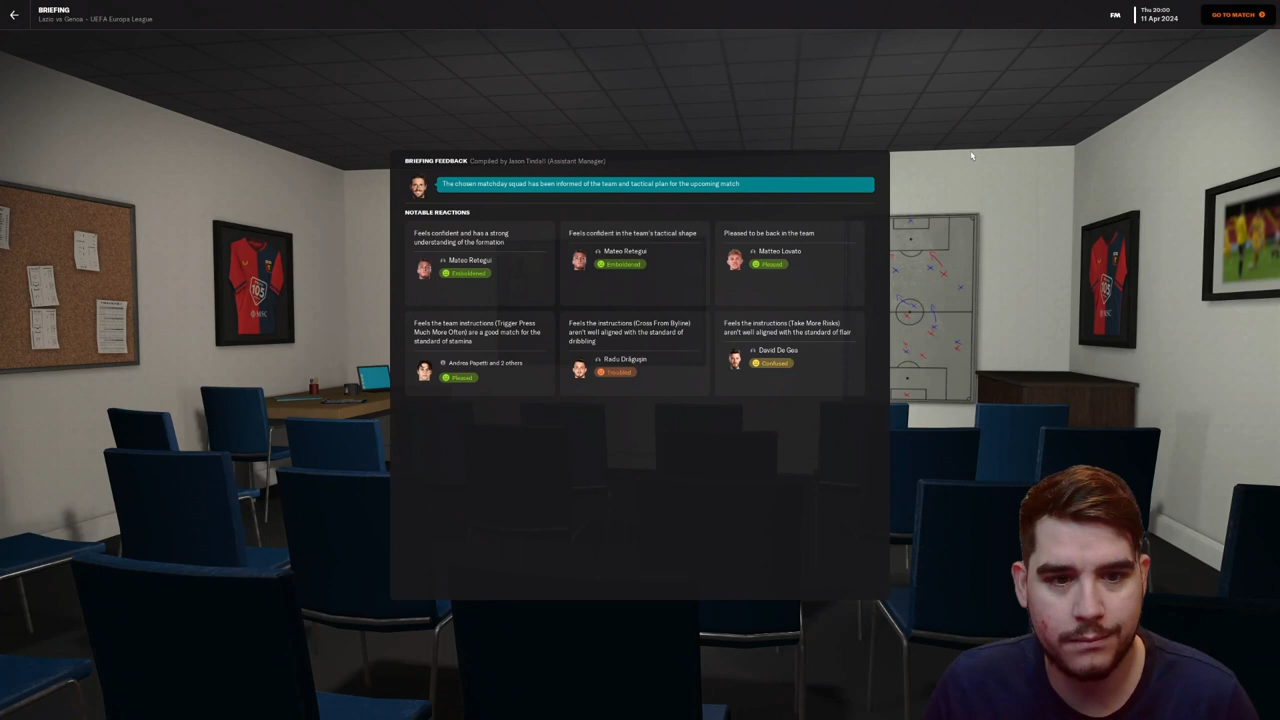 BRIEFING
Lazio vs Genoa - UEFA Europa League
FM
Thu 20:00
11 Apr 2024
GO TO MATCH
BRIEFING FEEDBACK Compiled by Jason Tindall (Assistant Manager)
The chosen matchday squad has been informed of the team and tactical plan for the upcoming match
NOTABLE REACTIONS
Feels confident and has a strong
understanding of the formation
Mateo Retegui
Emboldened
Feels confident in the team's tactical shape
Mateo Retegui
Emboldened
Pleased to be back in the team
Matteo Lovato
Pleased
Feels the team instructions (Trigger Press
Much More Often) are a good match for the
standard of stamina
Andrea Papetti and 2 others
Pleased
Feels the instructions (Cross From Byline)
aren't well aligned with the standard of
dribbling
Radu Drăgușin
Troubled
Feels the instructions (Take More Risks)
aren't well aligned with the standard of flair
David De Gea
Confused
105
MSC